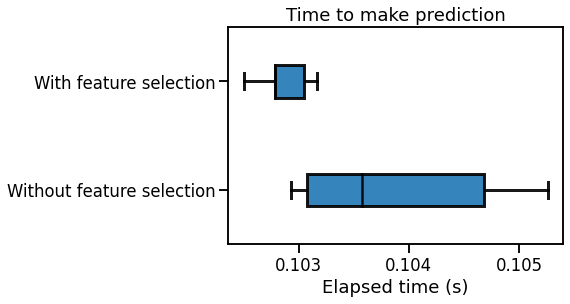 Time to make prediction
With feature selection
Without feature selection
0.103 0.104 0.105
Elapsed time (s)